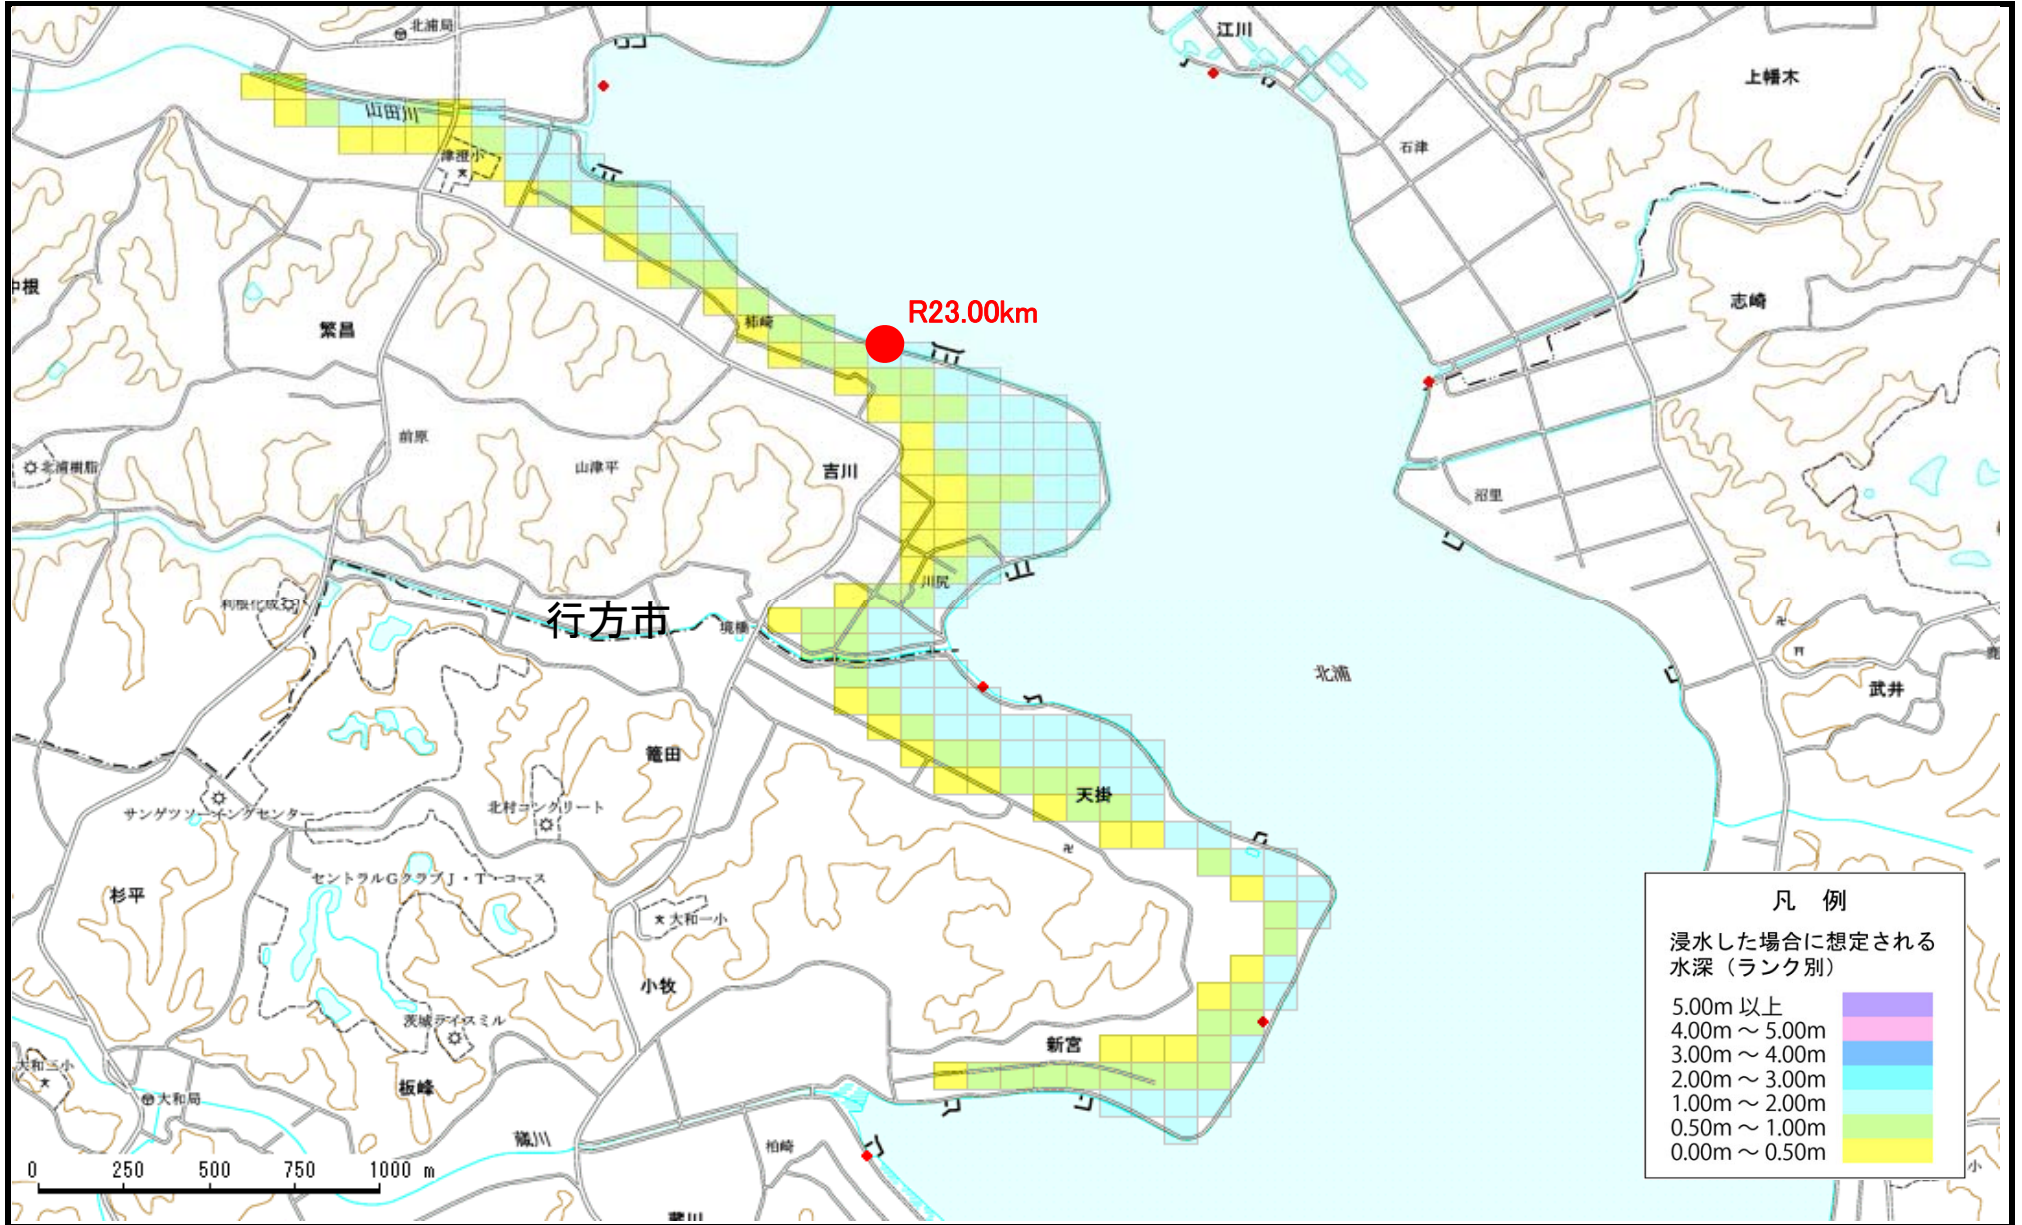 北浦局
江川
上幡木
山田川
津澄小
石津
中根
繁昌
R23.00km
柿崎
志崎
前原
北浦樹脂
山津平
吉川
沼里
利根化成
川尻
行方市
境橋
北浦
武井
篭田
サンゲツソーイングセンター
北村コンクリート
天掛
セントラルGクラブJ・T・コース
杉平
大和一小
小牧
茨城ライスミル
新宮
大和三小
板峰
大和局
蔵川
柏崎
蔵川
小
凡 例
浸水した場合に想定される
水深（ランク別）
5.00m 以上
4.00m ～ 5.00m
3.00m ～ 4.00m
2.00m ～ 3.00m
1.00m ～ 2.00m
0.50m ～ 1.00m
0.00m ～ 0.50m
0 250 500 750 1000 m